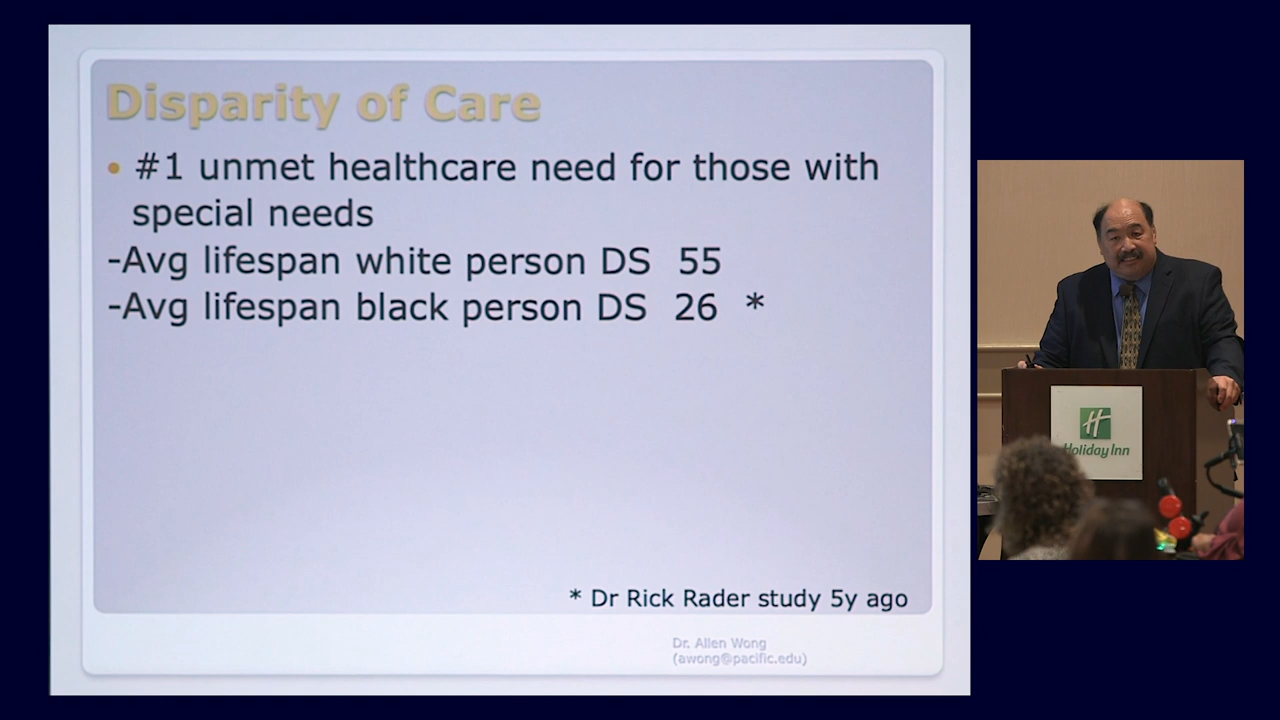 Disparity of Care
• #1 unmet healthcare need for those with
special needs
-Avg lifespan white person DS 55
-Avg lifespan black person DS 26 *
* Dr Rick Rader study 5y ago
Dr. Allen Wong
(awong@pacific.edu)
H
Holiday Inn